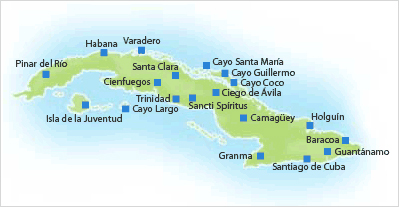 Varadero
Habana
Cayo Santa María
Pinar del Río
Santa Clara
Cayo Guillermo
Cienfuegos
Cayo Coco
Ciego de Ávila
Trinidad
Sancti Spíritus
Cayo Largo
Isla de la Juventud
Camagüey
Holguín
Baracoa
Guantánamo
Granma
Santiago de Cuba